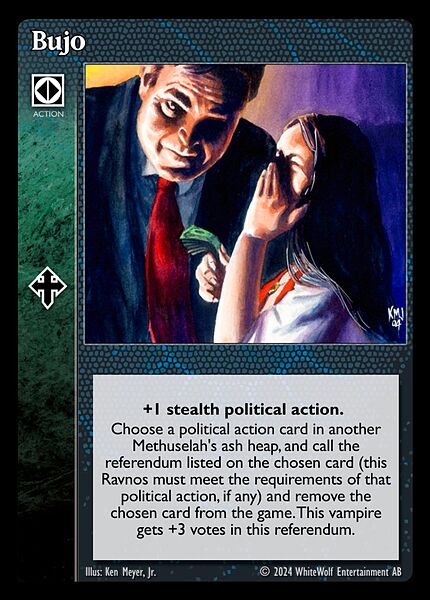 Bujo
ACTION
KMJ
94
+1 stealth political action.
Choose a political action card in another
Methuselah's ash heap, and call the
referendum listed on the chosen card (this
Ravnos must meet the requirements of that
political action, if any) and remove the
chosen card from the game. This vampire
gets +3 votes in this referendum.
Illus: Ken Meyer, Jr. © 2024 WhiteWolf Entertainment AB